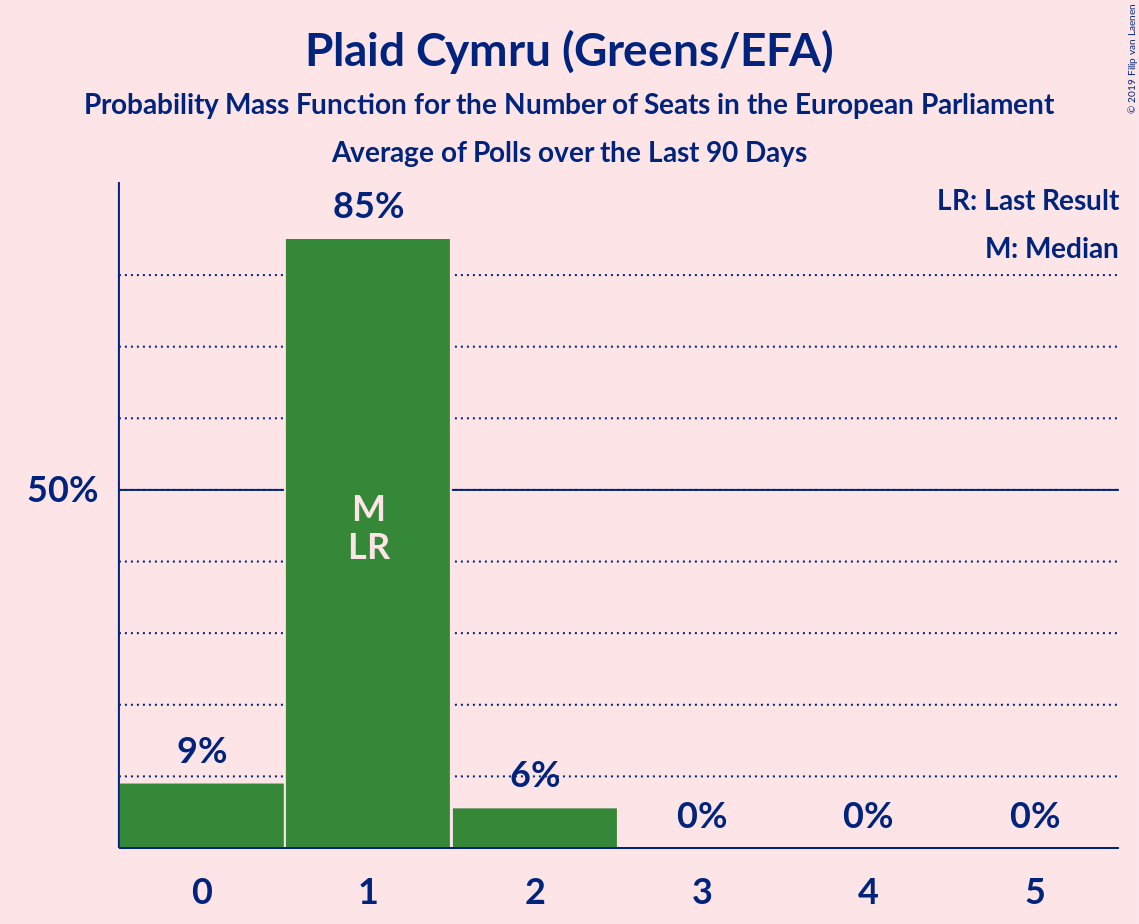 Plaid Cymru (Greens/EFA)
Probability Mass Function for the Number of Seats in the European Parliament
Average of Polls over the Last 90 Days
© 2019 Filip van Laenen
LR: Last Result
M: Median
85%
50%
M
LR
9%
6%
0%
0%
0%
0
1
2
3
4
5